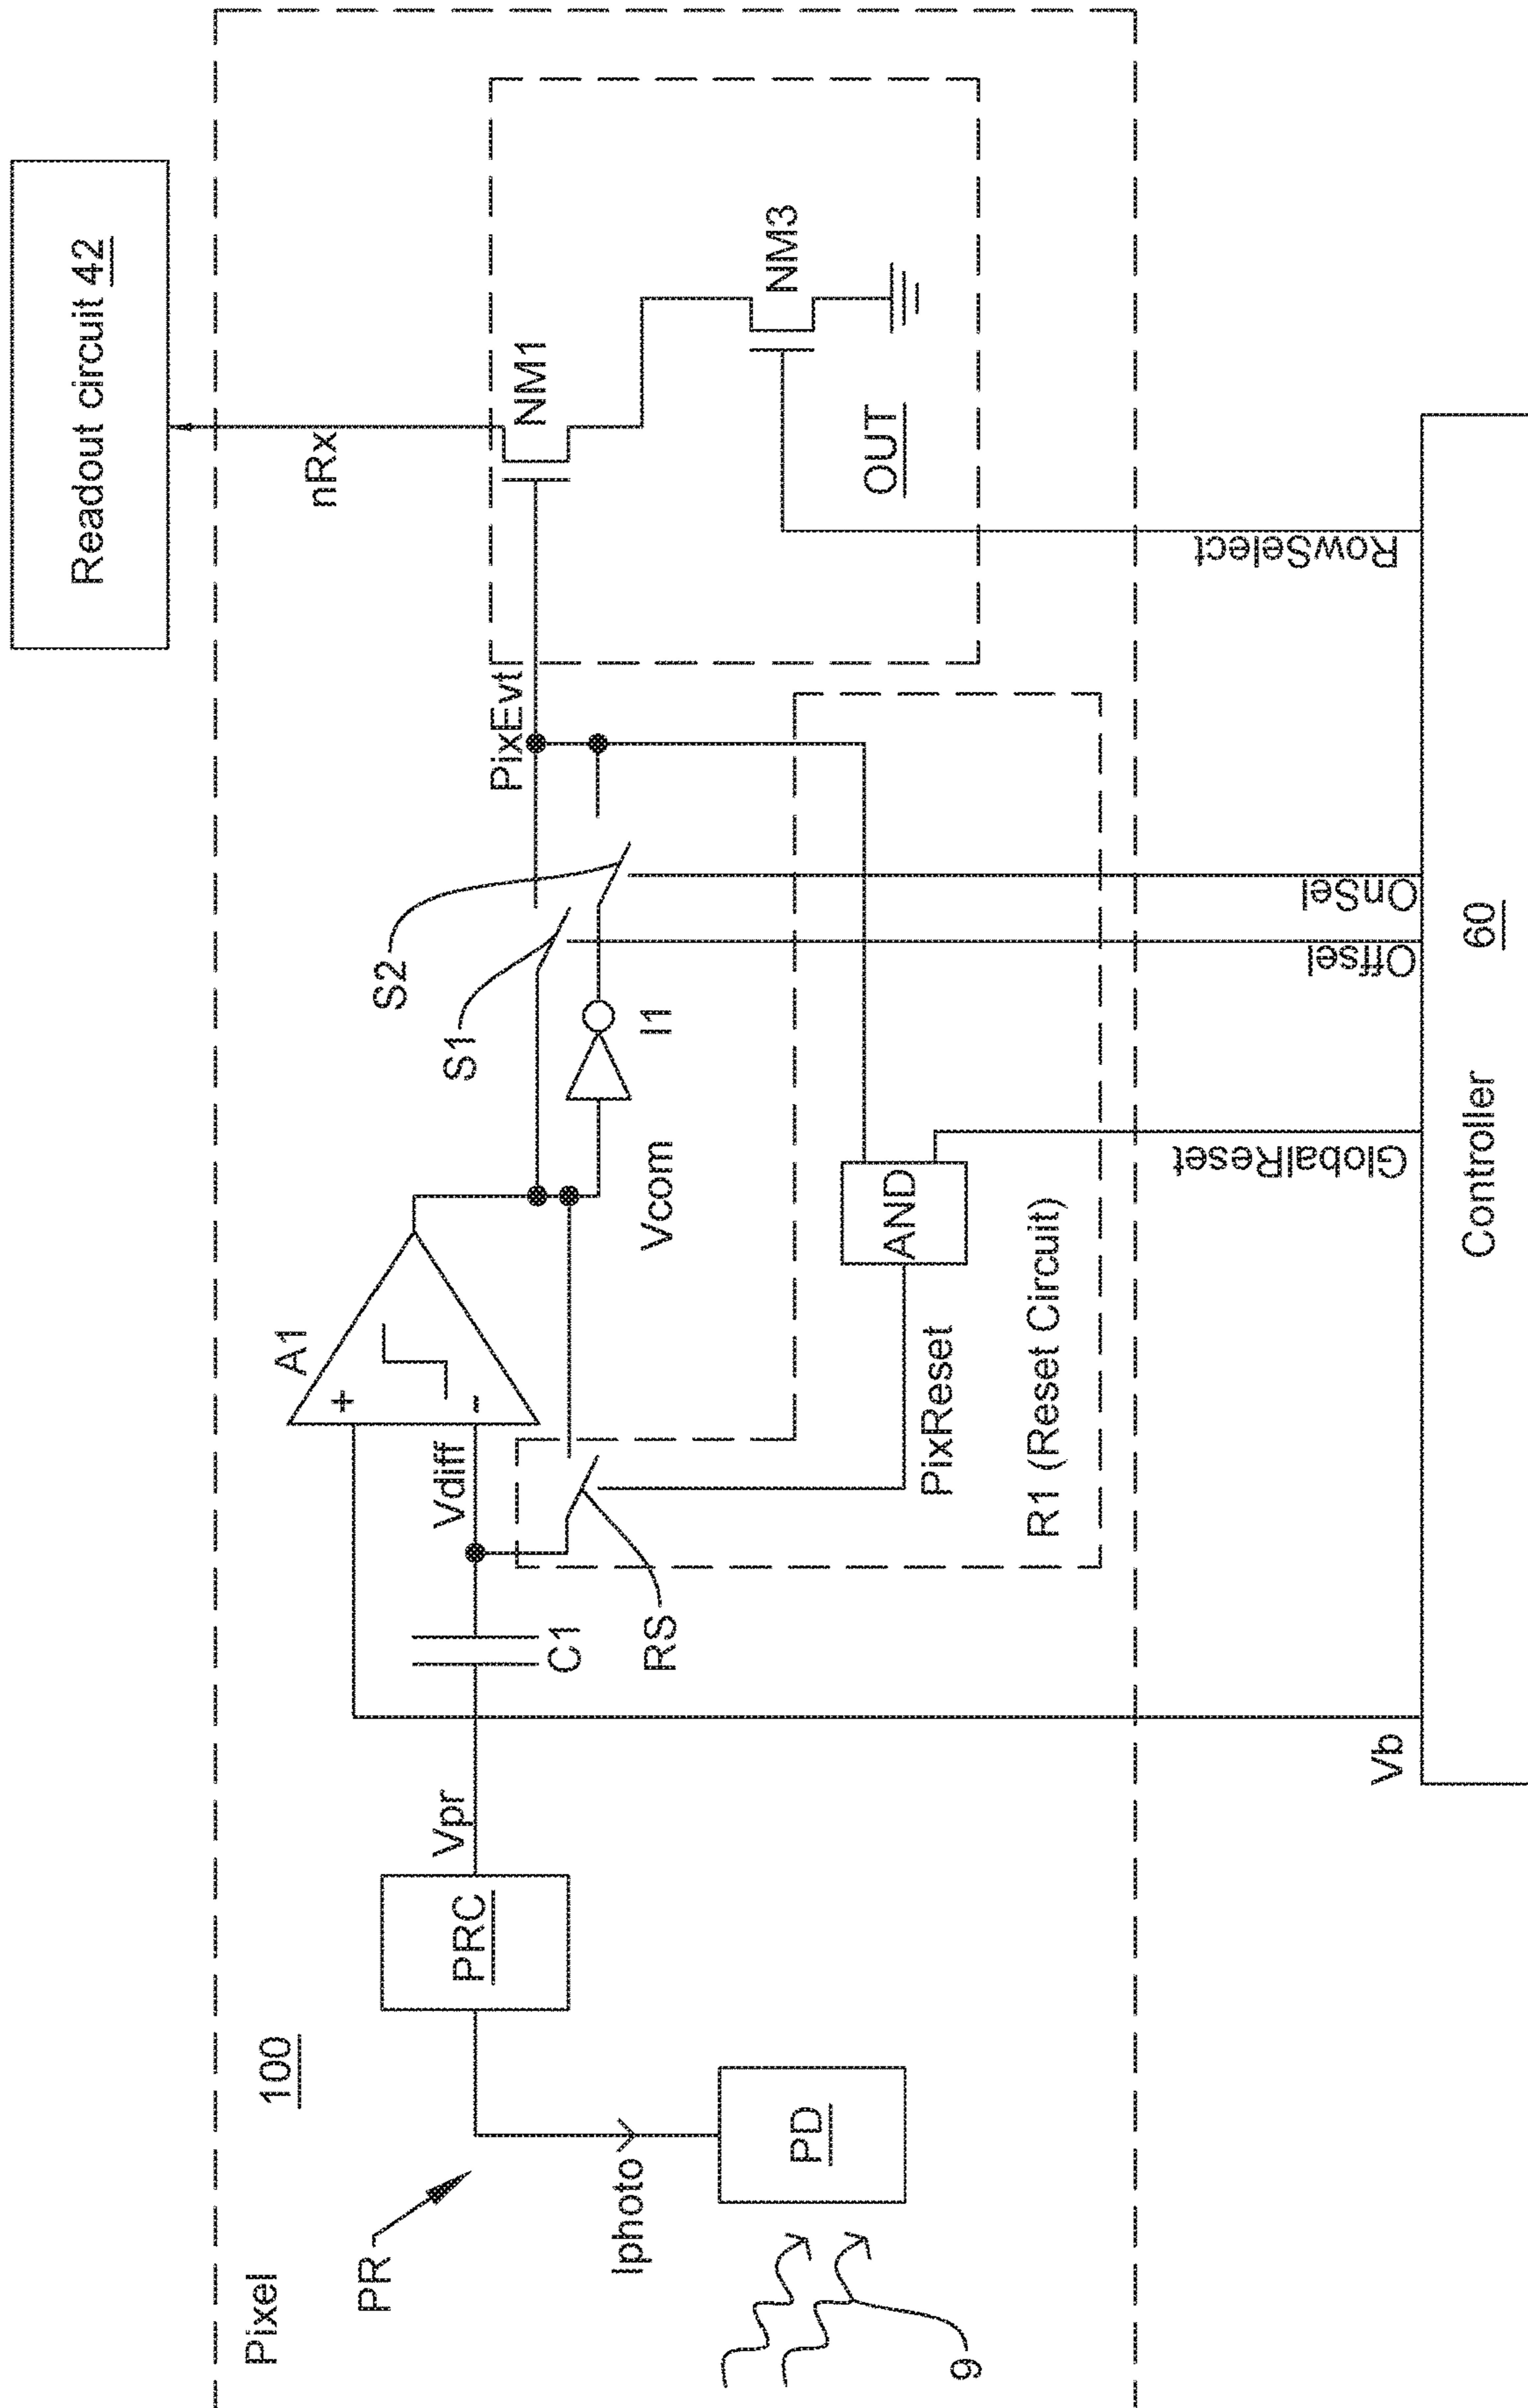 Readout circuit 42
Pixel
100
PR
PRC
Iphoto
PD
9
Vpr
C1
RS
Vdiff
A1
+
-
Vcom
I1
S1
S2
PixEvt
nRx
NM1
NM3
OUT
AND
PixReset
R1 (Reset Circuit)
Vb
GlobalReset
Offsel
OnSel
RowSelect
Controller
60